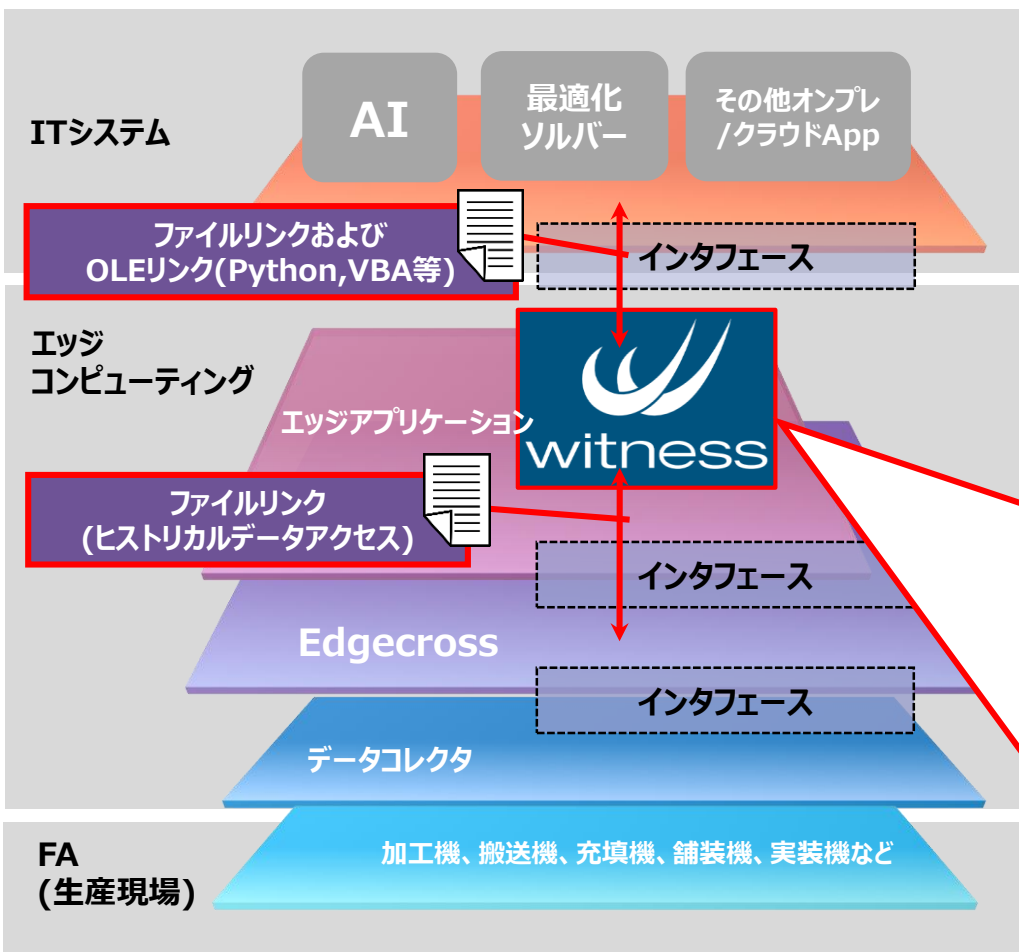 ITシステム
AI
最適化
ソルバー
その他オンプレ
/クラウドApp
ファイルリンクおよび
OLEリンク(Python,VBA等)
インタフェース
エッジ
コンピューティング
エッジアプリケーション
witness
ファイルリンク
(ヒストリカルデータアクセス)
インタフェース
Edgecross
インタフェース
データコレクタ
FA
(生産現場)
加工機、搬送機、充填機、舗装機、実装機など